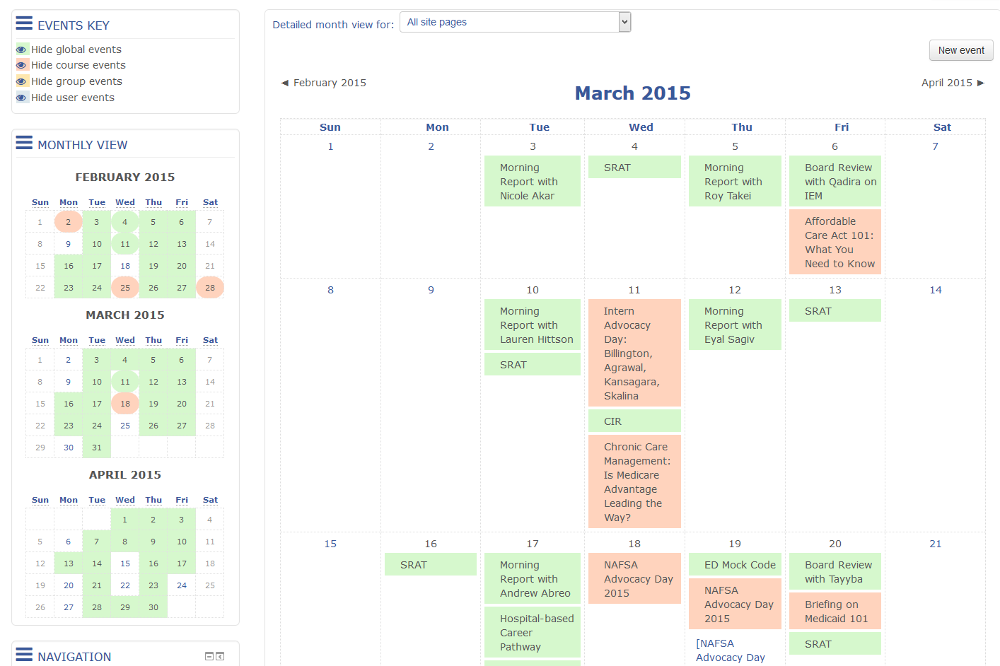 EVENTS KEY
Hide global events
Hide course events
Hide group events
Hide user events
MONTHLY VIEW
FEBRUARY 2015
Sun Mon Tue Wed Thu Fri Sat
1 2 3 4 5 6 7
8 9 10 11 12 13 14
15 16 17 18 19 20 21
22 23 24 25 26 27 28
MARCH 2015
Sun Mon Tue Wed Thu Fri Sat
1 2 3 4 5 6 7
8 9 10 11 12 13 14
15 16 17 18 19 20 21
22 23 24 25 26 27 28
29 30 31
APRIL 2015
Sun Mon Tue Wed Thu Fri Sat
1 2 3 4
5 6 7 8 9 10 11
12 13 14 15 16 17 18
19 20 21 22 23 24 25
26 27 28 29 30
NAVIGATION
Detailed month view for: All site pages
New event
◄ February 2015
March 2015
April 2015 ►
Sun Mon Tue Wed Thu Fri Sat
1
2
3
Morning
Report with
Nicole Akar
4
SRAT
5
Morning
Report with
Roy Takei
6
Board Review
with Qadira on
IEM
Affordable
Care Act 101:
What You
Need to Know
7
8
9
10
Morning
Report with
Lauren Hittson
SRAT
11
Intern
Advocacy
Day:
Billington,
Agrawal,
Kansagara,
Skalina
CIR
Chronic Care
Management:
Is Medicare
Advantage
Leading the
Way?
12
Morning
Report with
Eyal Sagiv
13
SRAT
14
15
16
SRAT
17
Morning
Report with
Andrew Abreo
Hospital-based
Career
Pathway
18
NAFSA
Advocacy Day
2015
19
ED Mock Code
NAFSA
Advocacy Day
2015
[NAFSA
Advocacy Day
20
Board Review
with Tayyba
Briefing on
Medicaid 101
SRAT
21